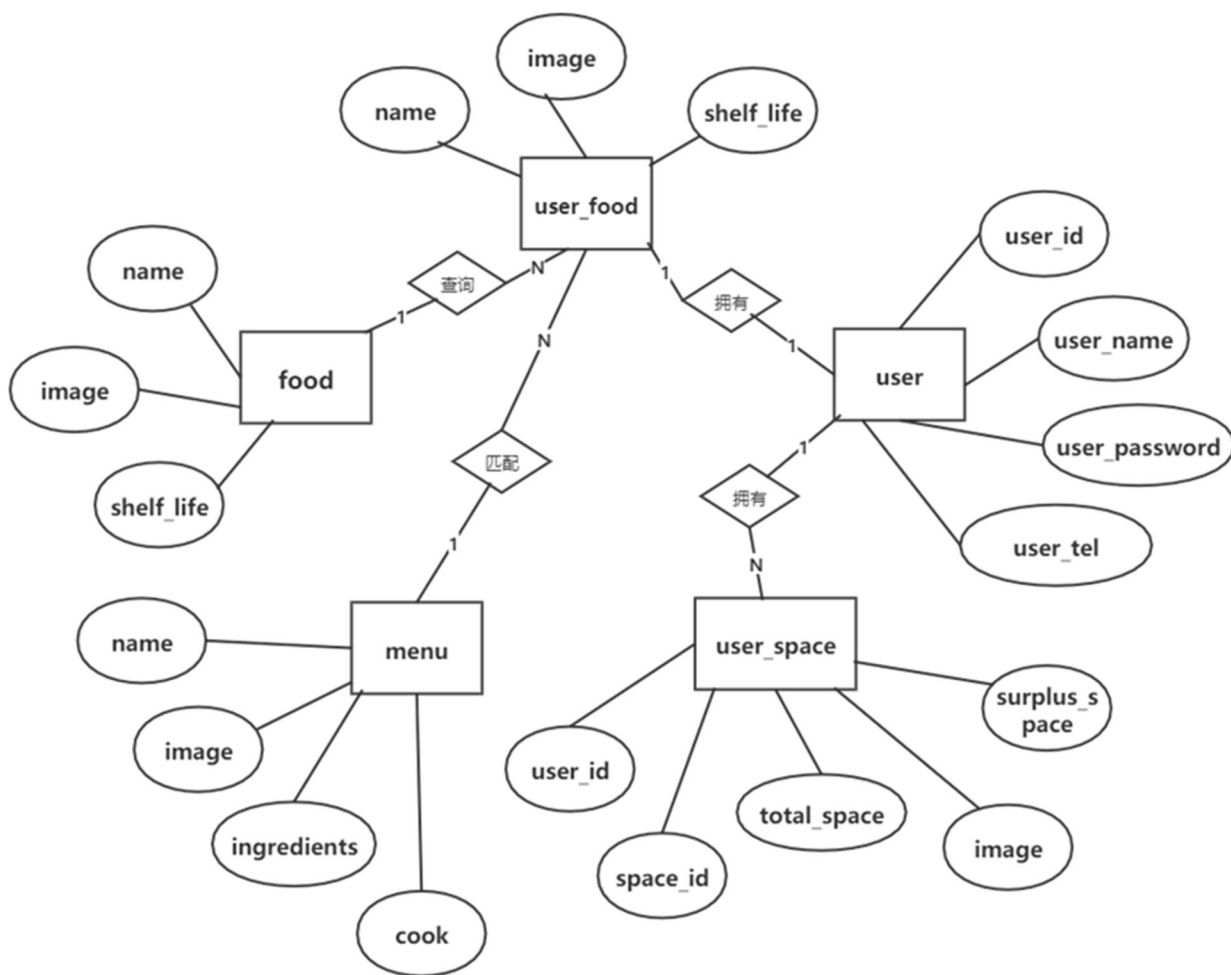 image
name
shelf_life
user_food
user_id
name
查询
N
1
拥有
1
1
food
image
N
user
user_name
user_password
匹配
1
拥有
shelf_life
user_tel
1
N
name
menu
user_space
surplus_s
pace
image
user_id
total_space
ingredients
space_id
image
cook